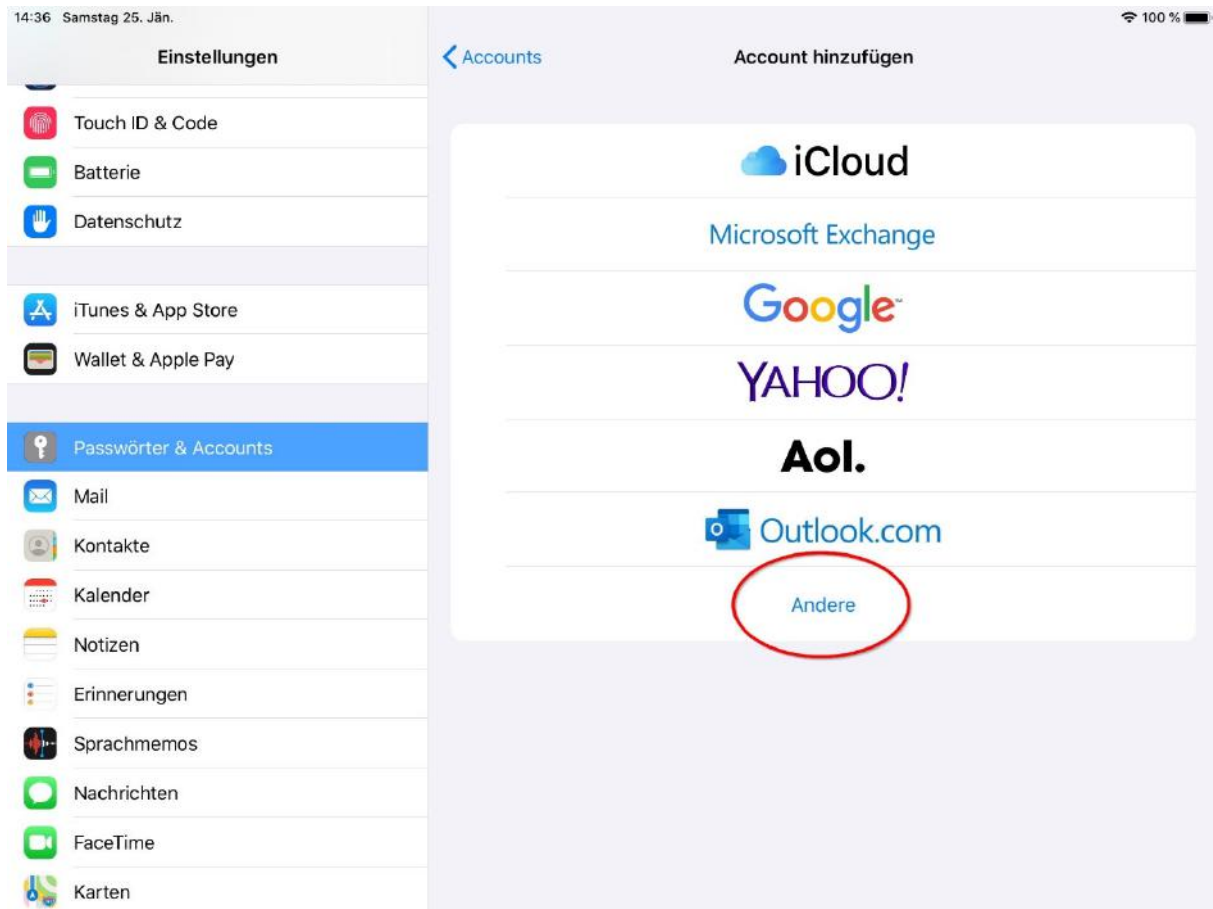 14:36 Samstag 25. Jän.
100 %
Einstellungen
Touch ID & Code
Batterie
Datenschutz
iTunes & App Store
Wallet & Apple Pay
Passwörter & Accounts
Mail
Kontakte
Kalender
Notizen
Erinnerungen
Sprachmemos
Nachrichten
FaceTime
Karten
Accounts
Account hinzufügen
iCloud
Microsoft Exchange
Google
YAHOO!
Aol.
Outlook.com
Andere